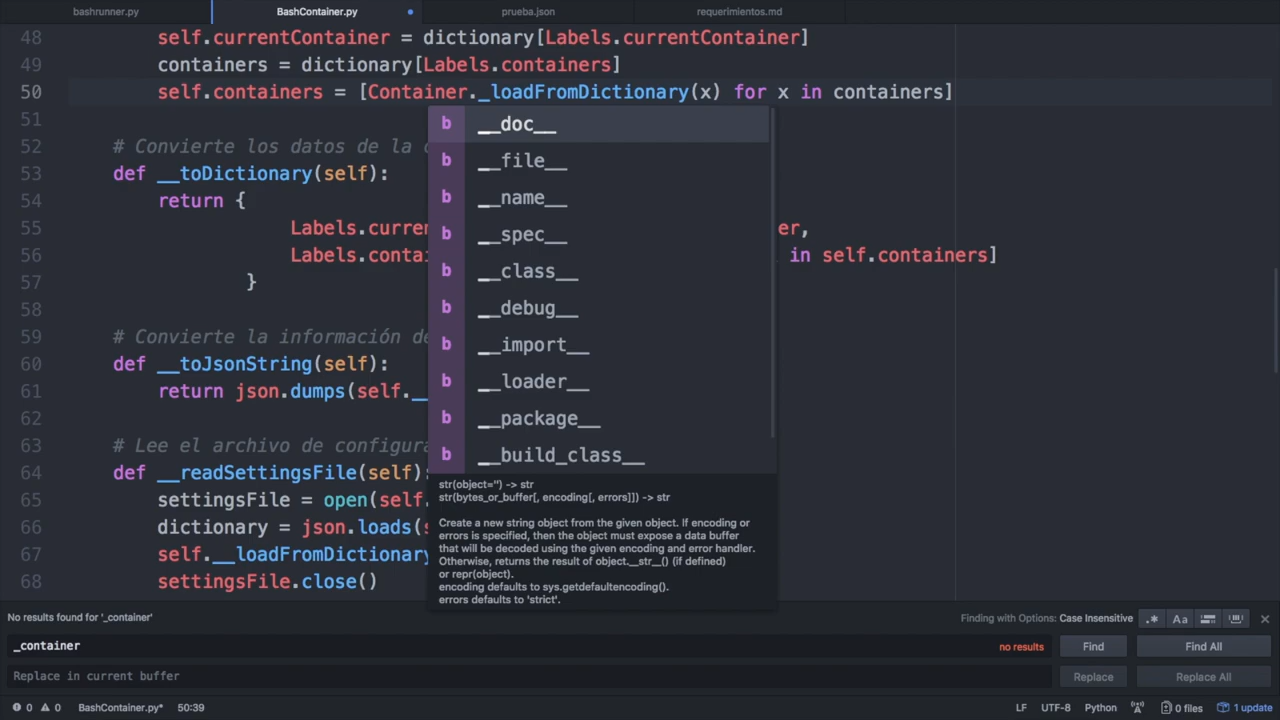 bashrunner.py
BashContainer.py
prueba.json
requerimientos.md
48 self.currentContainer = dictionary[Labels.currentContainer]
49 containers = dictionary[Labels.containers]
50 self.containers = [Container._loadFromDictionary(x) for x in containers]
51
52 # Convierte los datos de la
53 def __toDictionary(self):
54 return {
55 Labels.curren er,
56 Labels.contai in self.containers]
57 }
58
59 # Convierte la información de
60 def __toJsonString(self):
61 return json.dumps(self.__
62
63 # Lee el archivo de configura
64 def __readSettingsFile(self):
65 settingsFile = open(self.
66 dictionary = json.loads(s
67 self.__loadFromDictionary
68 settingsFile.close()
b __doc__
b __file__
b __name__
b __spec__
b __class__
b __debug__
b __import__
b __loader__
b __package__
b __build_class__
str(object='') -> str
str(bytes_or_buffer[, encoding[, errors]]) -> str
Create a new string object from the given object. If encoding or
errors is specified, then the object must expose a data buffer
that will be decoded using the given encoding and error handler.
Otherwise, returns the result of object.__str__() (if defined)
or repr(object).
encoding defaults to sys.getdefaultencoding().
errors defaults to 'strict'.
No results found for '_container'
Finding with Options: Case Insensitive
.* Aa
_container
no results
Find
Find All
Replace in current buffer
Replace
Replace All
0 0 BashContainer.py* 50:39
LF UTF-8 Python 0 files 1 update